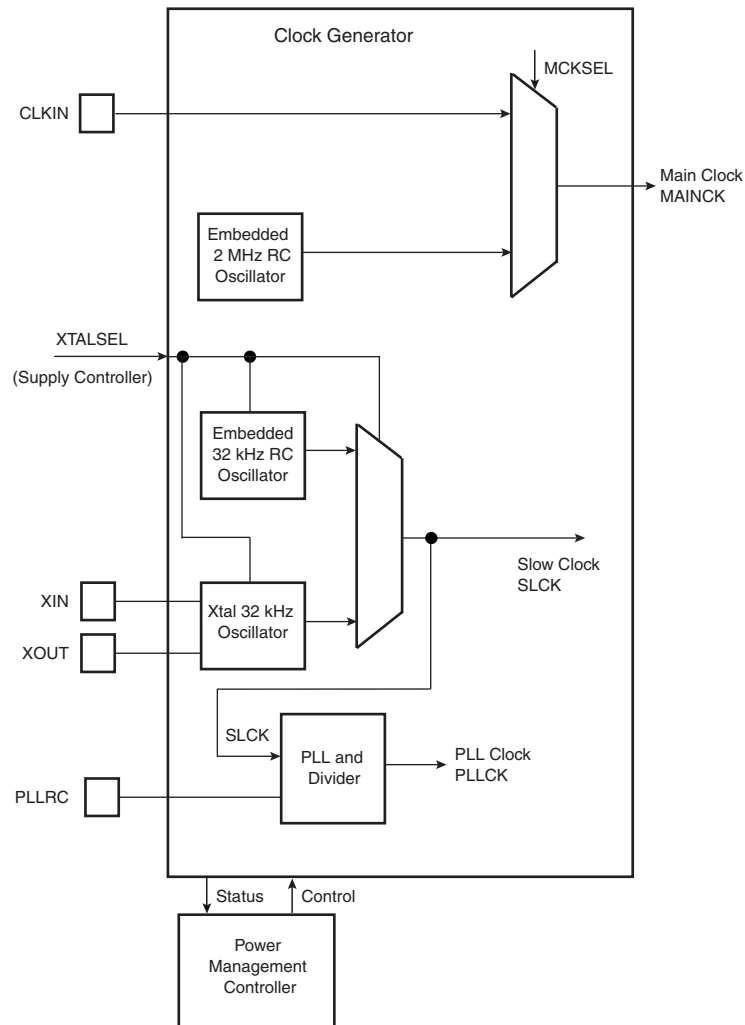 Clock Generator
MCKSEL
CLKIN
Main Clock
MAINCK
Embedded
2 MHz RC
Oscillator
XTALSEL
(Supply Controller)
Embedded
32 kHz RC
Oscillator
Slow Clock
SLCK
XIN
Xtal 32 kHz
Oscillator
XOUT
SLCK
PLL and
Divider
PLL Clock
PLLCK
PLLRC
Status
Control
Power
Management
Controller